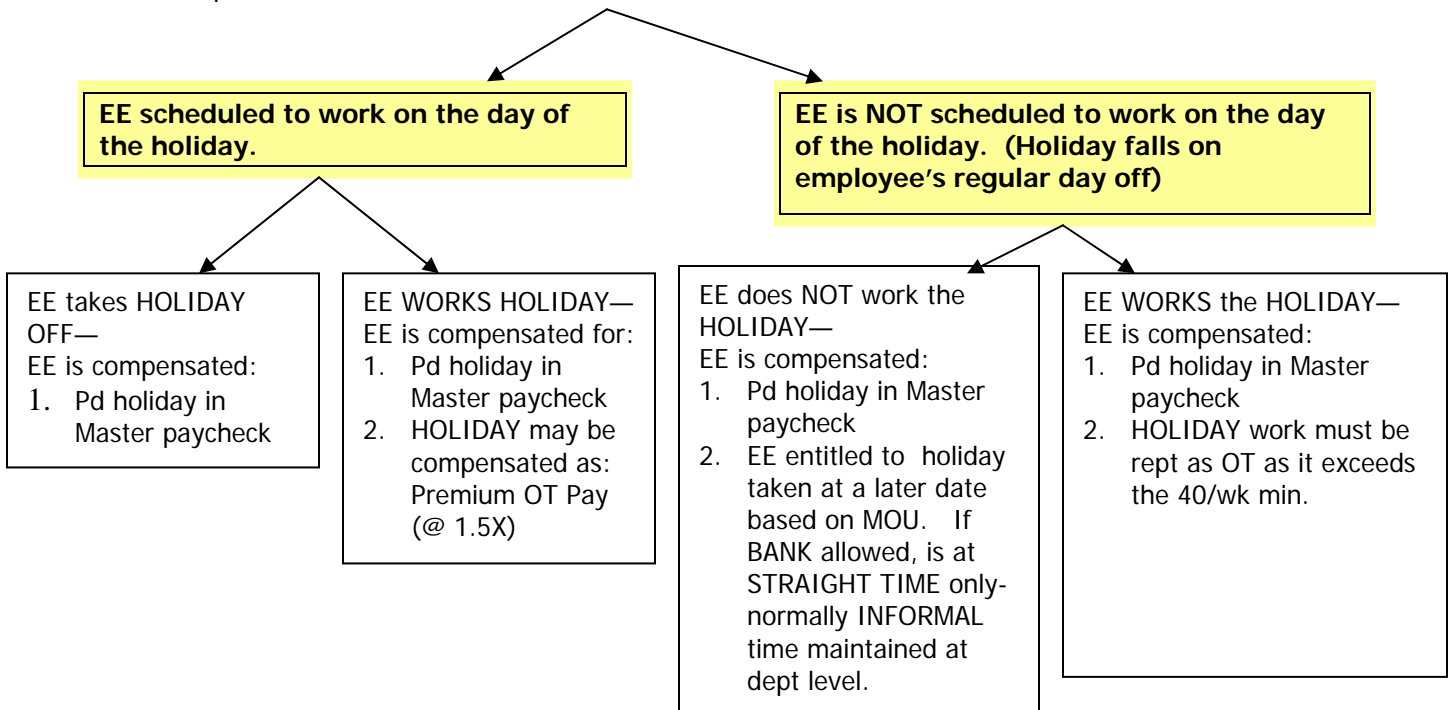 EE scheduled to work on the day of
the holiday.
EE is NOT scheduled to work on the day
of the holiday. (Holiday falls on
employee's regular day off)
EE takes HOLIDAY
OFF—
EE is compensated:
1. Pd holiday in
Master paycheck
EE WORKS HOLIDAY—
EE is compensated for:
1. Pd holiday in
Master paycheck
2. HOLIDAY may be
compensated as:
Premium OT Pay
(@ 1.5X)
EE does NOT work the
HOLIDAY—
EE is compensated:
1. Pd holiday in Master
paycheck
2. EE entitled to holiday
taken at a later date
based on MOU. If
BANK allowed, is at
STRAIGHT TIME only-
normally INFORMAL
time maintained at
dept level.
EE WORKS the HOLIDAY—
EE is compensated:
1. Pd holiday in Master
paycheck
2. HOLIDAY work must be
rept as OT as it exceeds
the 40/wk min.